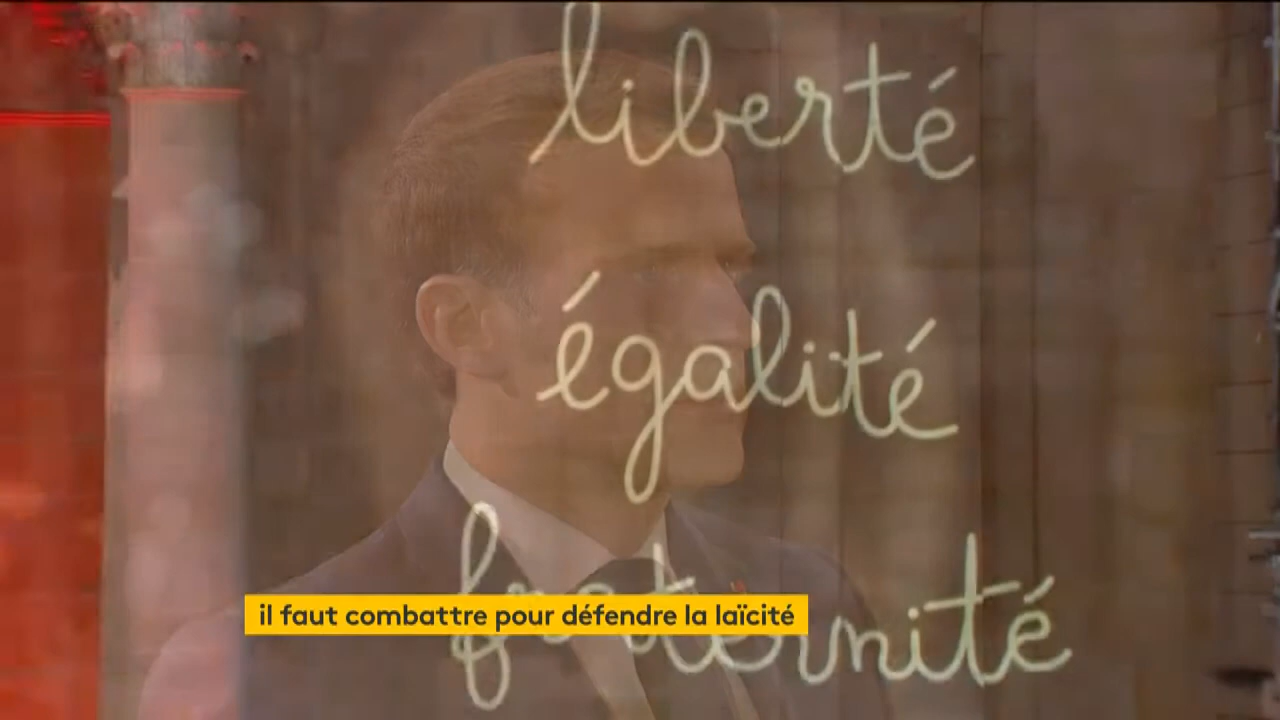 liberté
égalité
fraternité
il faut combattre pour défendre la laïcité